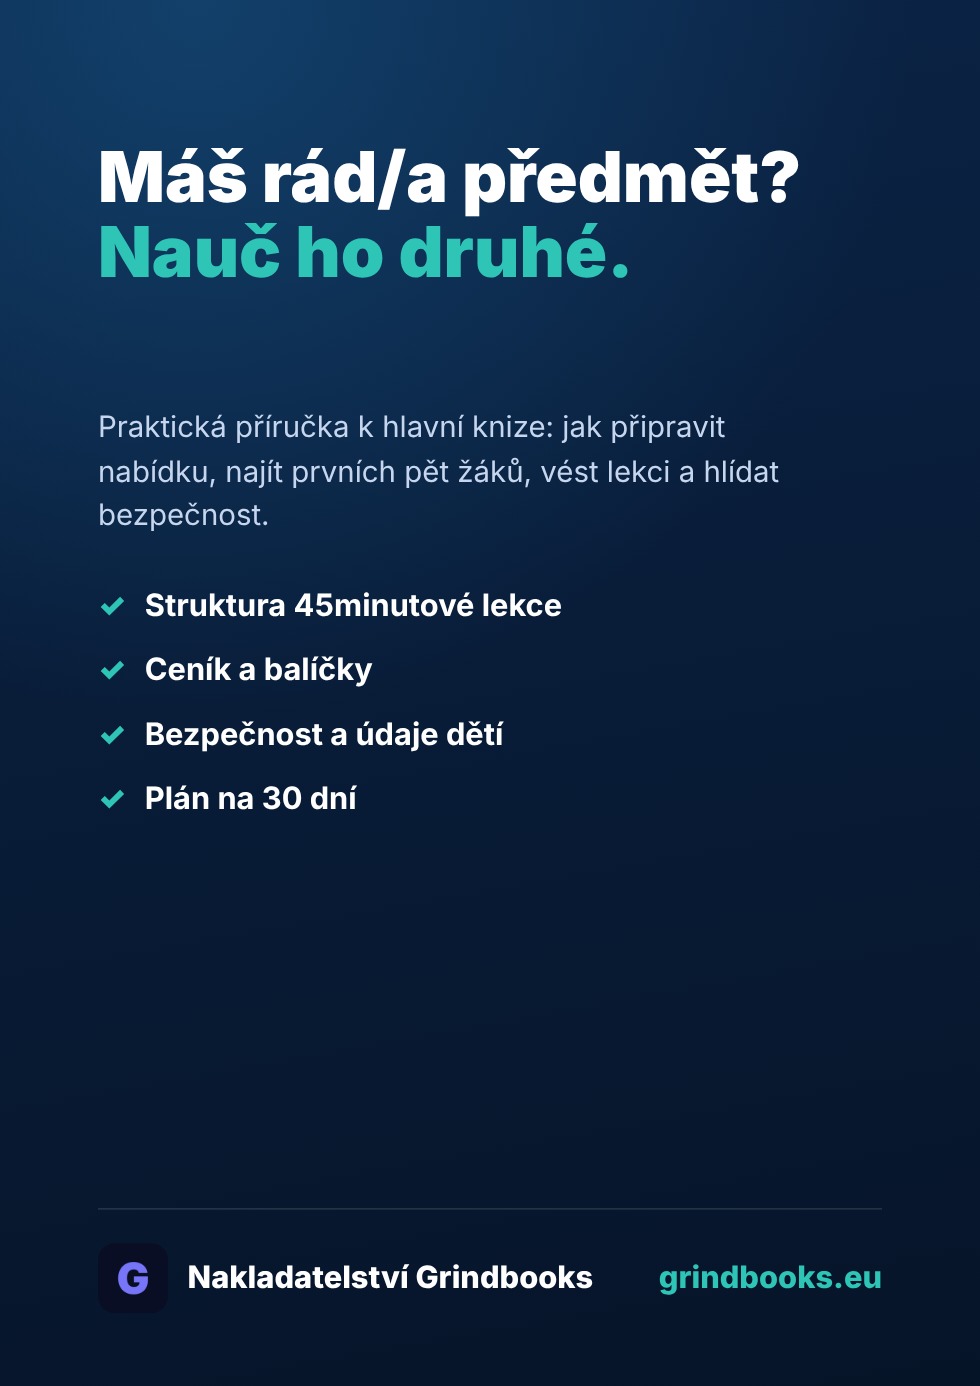 Máš rád/a předmět?
Nauč ho druhé.
Praktická příručka k hlavní knize: jak připravit
nabídku, najít prvních pět žáků, vést lekci a hlídat
bezpečnost.
Struktura 45minutové lekce
Ceník a balíčky
Bezpečnost a údaje dětí
Plán na 30 dní
G Nakladatelství Grindbooks grindbooks.eu